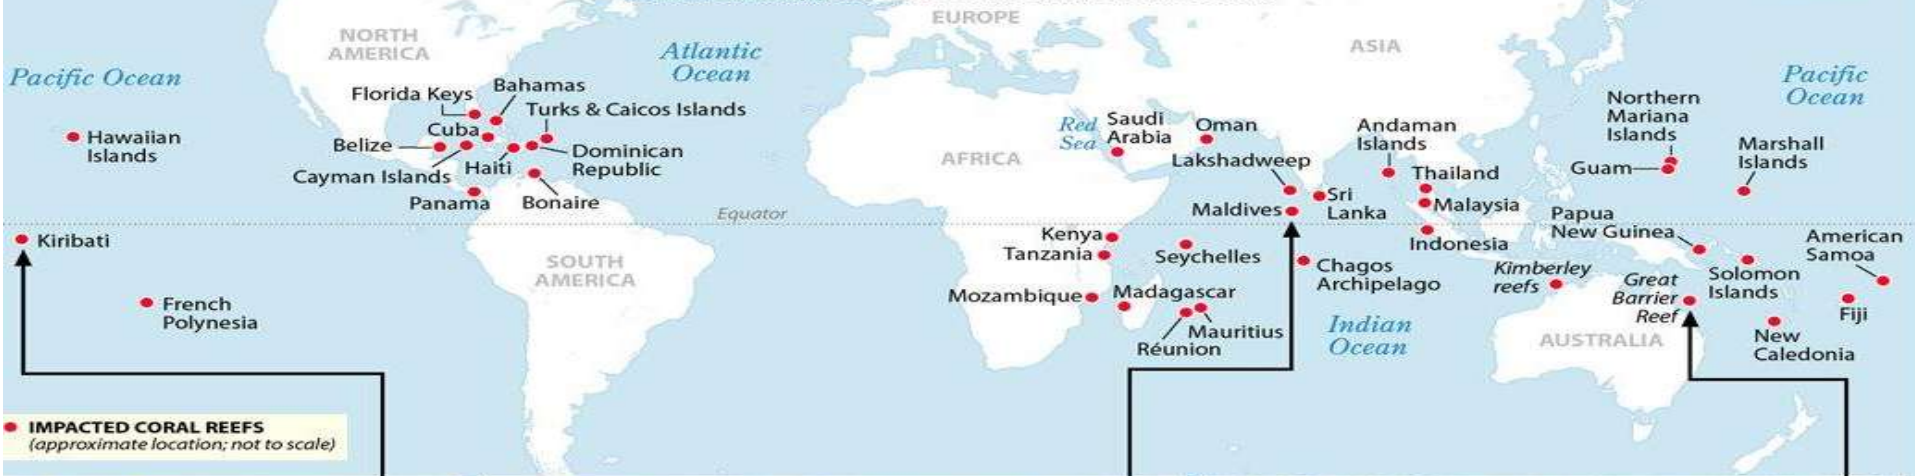 EUROPE
NORTH
AMERICA
ASIA
Atlantic
Ocean
Pacific Ocean
Pacific
Ocean
Florida Keys
Bahamas
Turks & Caicos Islands
Cuba
Belize
Haiti
Dominican
Republic
Cayman Islands
Panama
Bonaire
Hawaiian
Islands
AFRICA
Red
Sea
Saudi
Arabia
Oman
Lakshadweep
Andaman
Islands
Thailand
Malaysia
Sri
Lanka
Maldives
Northern
Mariana
Islands
Guam
Marshall
Islands
Equator
Kiribati
French
Polynesia
SOUTH
AMERICA
Kenya
Tanzania
Seychelles
Mozambique
Madagascar
Mauritius
Réunion
Chagos
Archipelago
Indian
Ocean
Indonesia
Papua
New Guinea
Kimberley
reefs
Great
Barrier
Reef
Solomon
Islands
American
Samoa
Fiji
New
Caledonia
AUSTRALIA
IMPACTED CORAL REEFS
(approximate location; not to scale)